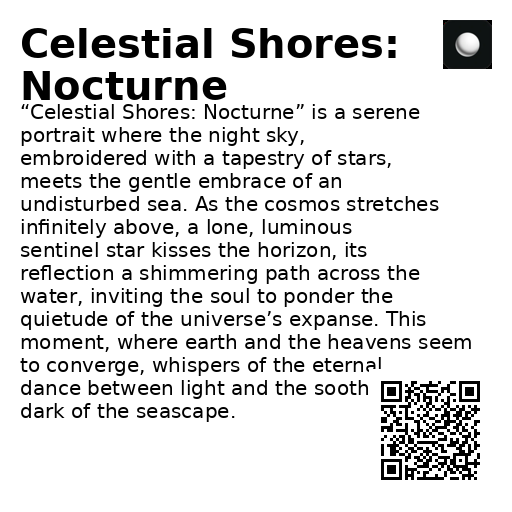 Celestial Shores:
Nocturne
“Celestial Shores: Nocturne” is a serene
portrait where the night sky,
embroidered with a tapestry of stars,
meets the gentle embrace of an
undisturbed sea. As the cosmos stretches
infinitely above, a lone, luminous
sentinel star kisses the horizon, its
reflection a shimmering path across the
water, inviting the soul to ponder the
quietude of the universe’s expanse. This
moment, where earth and the heavens seem
to converge, whispers of the eternal
dance between light and the sooth
dark of the seascape.